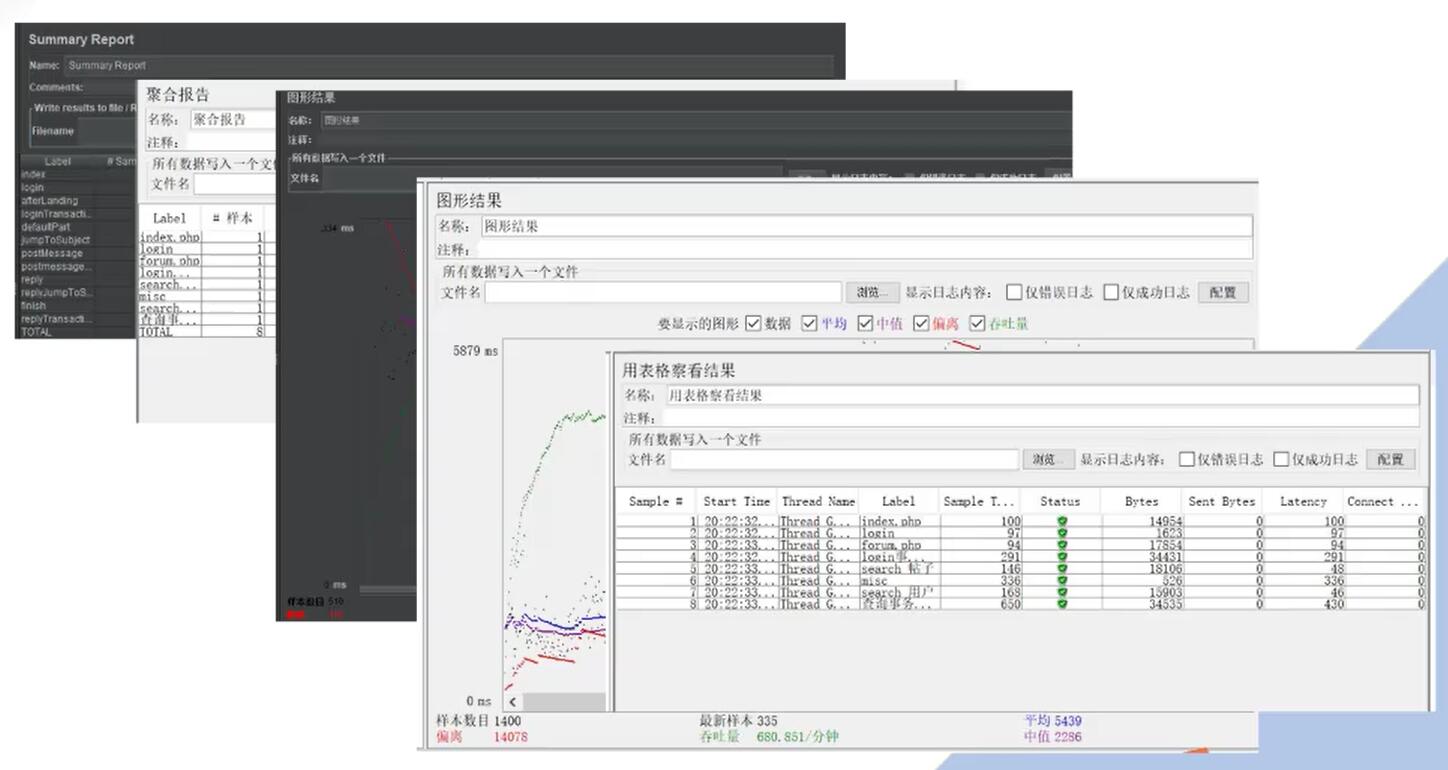 Summary Report
Name: Summary Report
Comments:
Write results to file / R
Filename
Label # Sam
index
login
afterLanding
loginTransacti...
defaultPart
jumpToSubject
postMessage
postmessage...
reply
replyJumpToS...
finish
replyTransacti...
TOTAL
聚合报告
名称： 聚合报告
注释：
所有数据写入一个文
文件名
Label # 样本
index.php 1
login 1
forum.php 1
login... 1
search... 1
misc 1
search... 1
查询事... 1
TOTAL 8
图形结果
名称： 图形结果
注释：
所有数据写入一个文件
文件名
334 ms
0 ms
样本数目 510
图形结果
名称： 图形结果
注释：
所有数据写入一个文件
文件名 浏览... 显示日志内容： 仅错误日志 仅成功日志 配置
要显示的图形 数据 平均 中值 偏离 吞吐量
5879 ms
0 ms
样本数目 1400 最新样本 335 平均 5439
偏离 14078 吞吐量 680.851/分钟 中值 2286
用表格察看结果
名称： 用表格察看结果
注释：
所有数据写入一个文件
文件名 浏览... 显示日志内容： 仅错误日志 仅成功日志 配置
Sample # Start Time Thread Name Label Sample T... Status Bytes Sent Bytes Latency Connect ...
1 20:22:32... Thread G... index.php 100 14954 0 100 0
2 20:22:32... Thread G... login 97 1623 0 97 0
3 20:22:33... Thread G... forum.php 94 17854 0 94 0
4 20:22:32... Thread G... login事... 291 34431 0 291 0
5 20:22:33... Thread G... search 帖子 146 18106 0 48 0
6 20:22:33... Thread G... misc 336 526 0 336 0
7 20:22:33... Thread G... search 用户 168 15903 0 46 0
8 20:22:33... Thread G... 查询事务... 650 34535 0 430 0